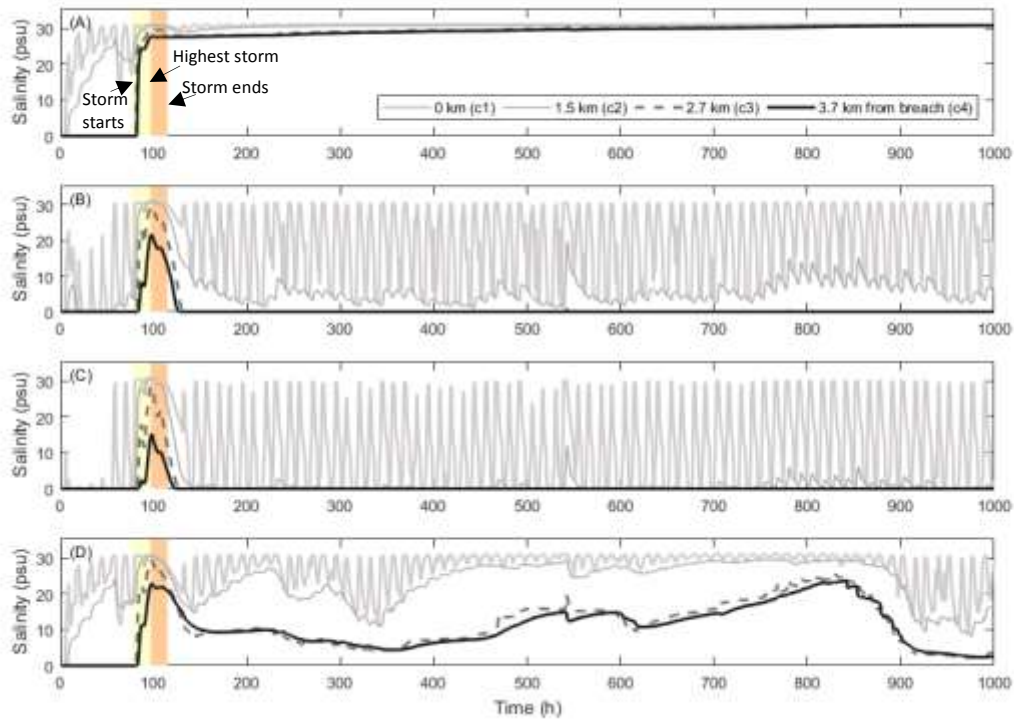 (A)
Salinity (psu)
30
20
10
0
Highest storm
Storm starts
Storm ends
0 km (c1) 1.5 km (c2) 2.7 km (c3) 3.7 km from breach (c4)
0 100 200 300 400 500 600 700 800 900 1000
(B)
Salinity (psu)
30
20
10
0
0 100 200 300 400 500 600 700 800 900 1000
(C)
Salinity (psu)
30
20
10
0
0 100 200 300 400 500 600 700 800 900 1000
(D)
Salinity (psu)
30
20
10
0
0 100 200 300 400 500 600 700 800 900 1000
Time (h)